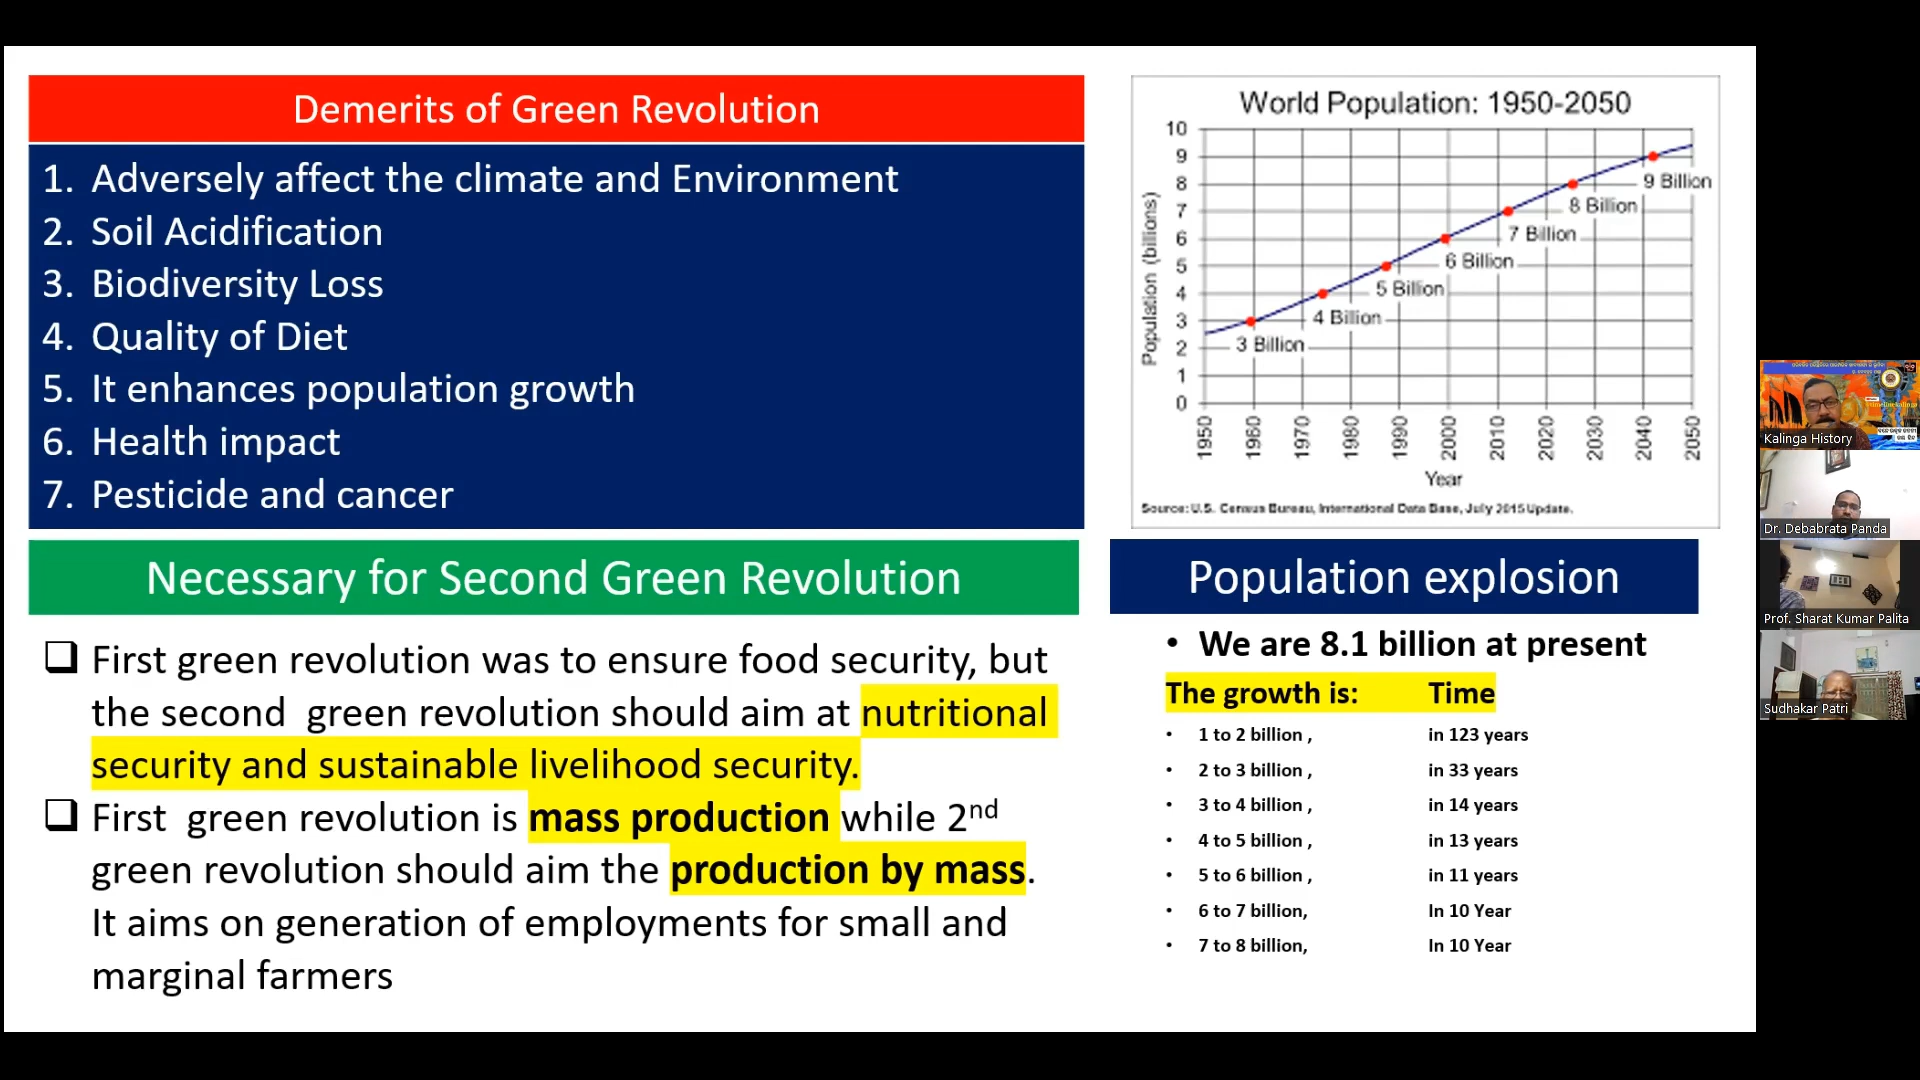 Demerits of Green Revolution
1. Adversely affect the climate and Environment
2. Soil Acidification
3. Biodiversity Loss
4. Quality of Diet
5. It enhances population growth
6. Health impact
7. Pesticide and cancer
Necessary for Second Green Revolution
❑ First green revolution was to ensure food security, but
the second green revolution should aim at nutritional
security and sustainable livelihood security.
❑ First green revolution is mass production while 2nd
green revolution should aim the production by mass.
It aims on generation of employments for small and
marginal farmers
World Population: 1950-2050
Population (billions)
10
9
8
7
6
5
4
3
2
1
0
3 Billion
4 Billion
5 Billion
6 Billion
7 Billion
8 Billion
9 Billion
1950 1960 1970 1980 1990 2000 2010 2020 2030 2040 2050
Year
Source: U.S. Census Bureau, International Data Base, July 2015 Update.
Population explosion
• We are 8.1 billion at present
The growth is: Time
• 1 to 2 billion , in 123 years
• 2 to 3 billion , in 33 years
• 3 to 4 billion , in 14 years
• 4 to 5 billion , in 13 years
• 5 to 6 billion , in 11 years
• 6 to 7 billion, In 10 Year
• 7 to 8 billion, In 10 Year
Kalinga History
Dr. Debabrata Panda
Prof. Sharat Kumar Palita
Sudhakar Patri